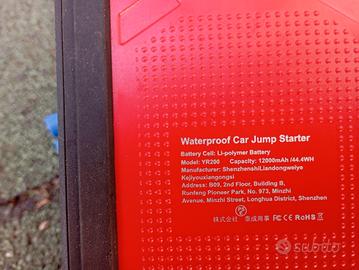 Waterproof Car Jump Starter
Battery Cell: Li-polymer Battery
Model: YR200 Capacity: 12000mAh /44.4WH
Manufacturer: ShenzhenshiLiandongweiye
Kejiyouxiangongsi
Address: B09, 2nd Floor, Building B,
Runfeng Pioneer Park, No. 973, Minzhi
Avenue, Minzhi Street, Longhua District, Shenzhen
株式会社 CE FC RoHS
subito